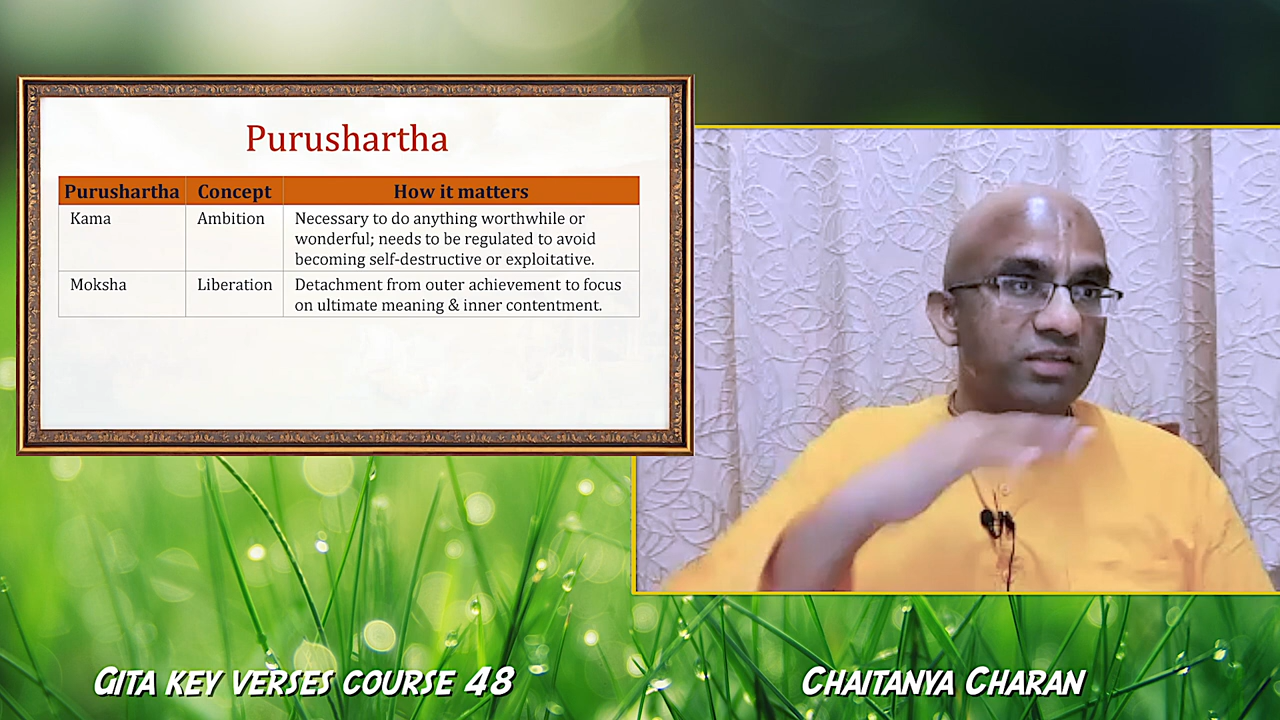 Purushartha
Purushartha Concept How it matters
Kama Ambition Necessary to do anything worthwhile or
wonderful; needs to be regulated to avoid
becoming self-destructive or exploitative.
Moksha Liberation Detachment from outer achievement to focus
on ultimate meaning & inner contentment.
GITA KEY VERSES COURSE 48
CHAITANYA CHARAN